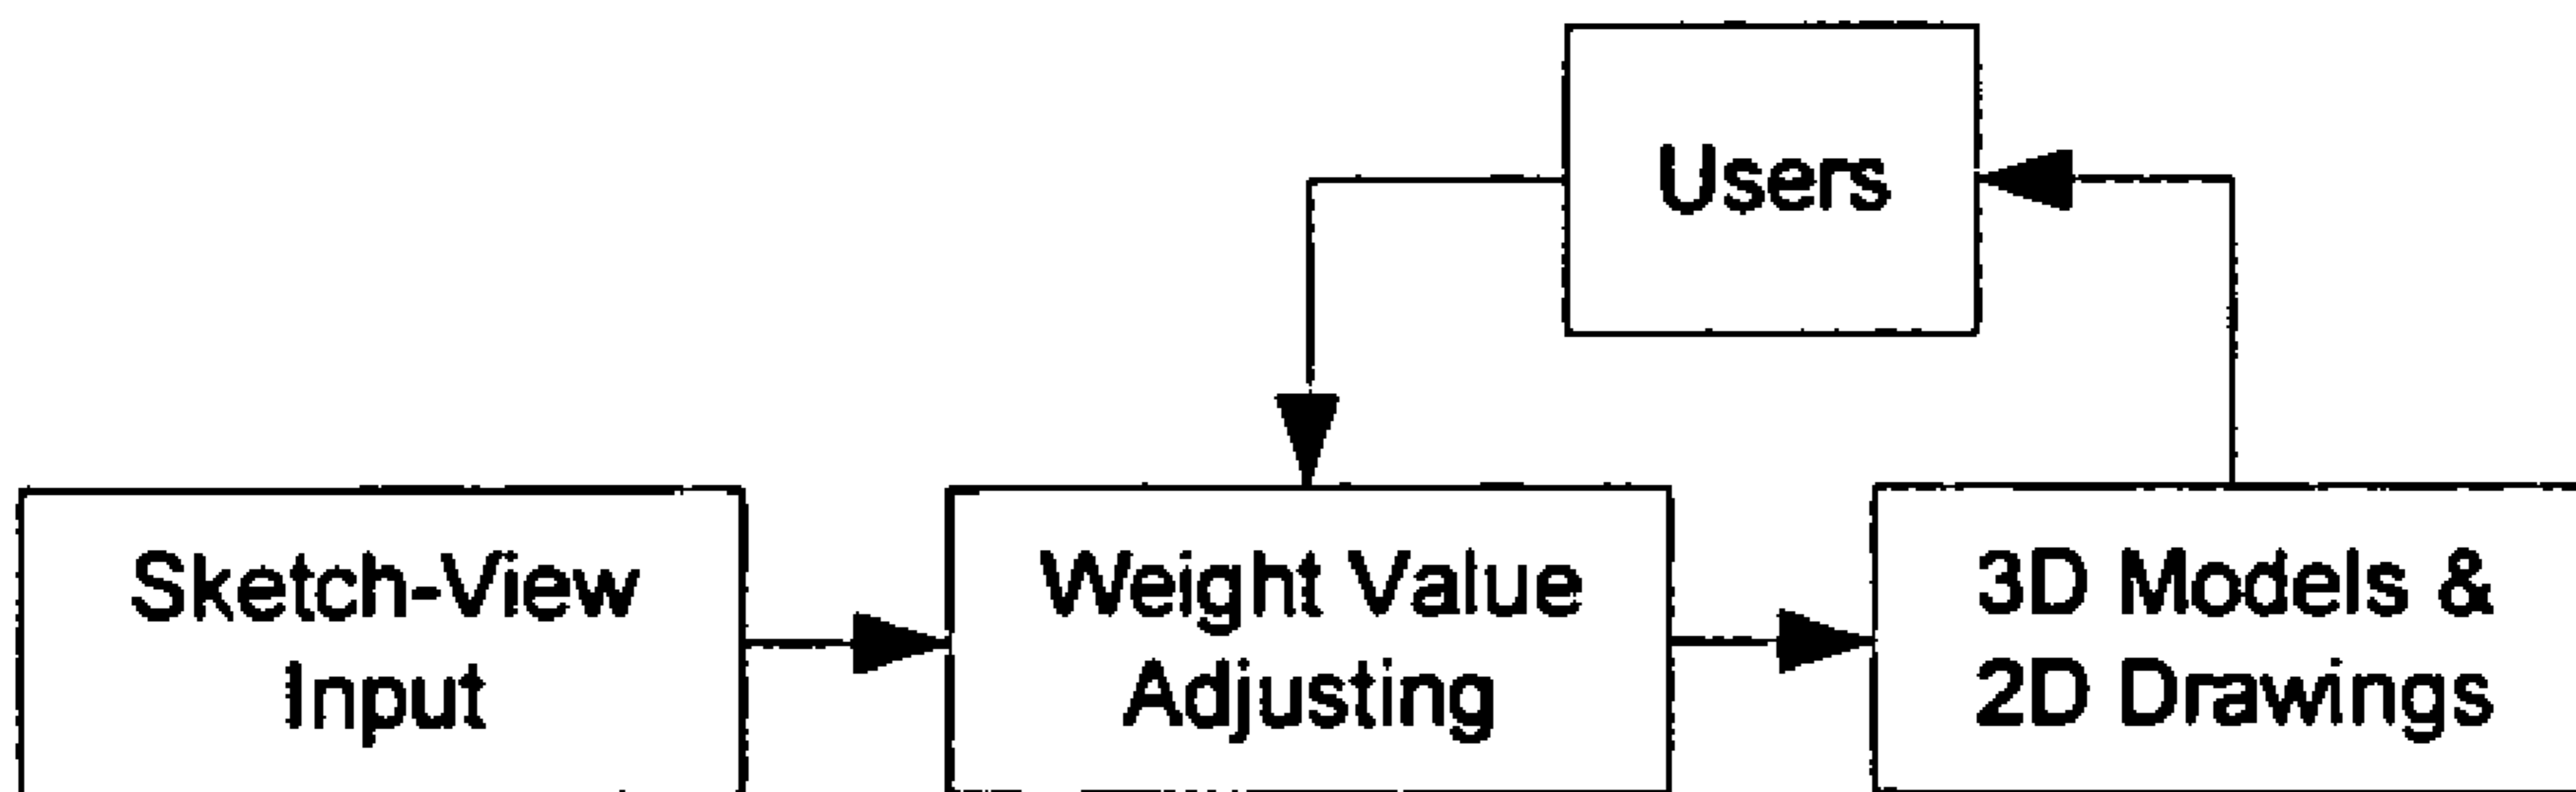 Users
Sketch-View
Input
Weight Value
Adjusting
3D Models &
2D Drawings